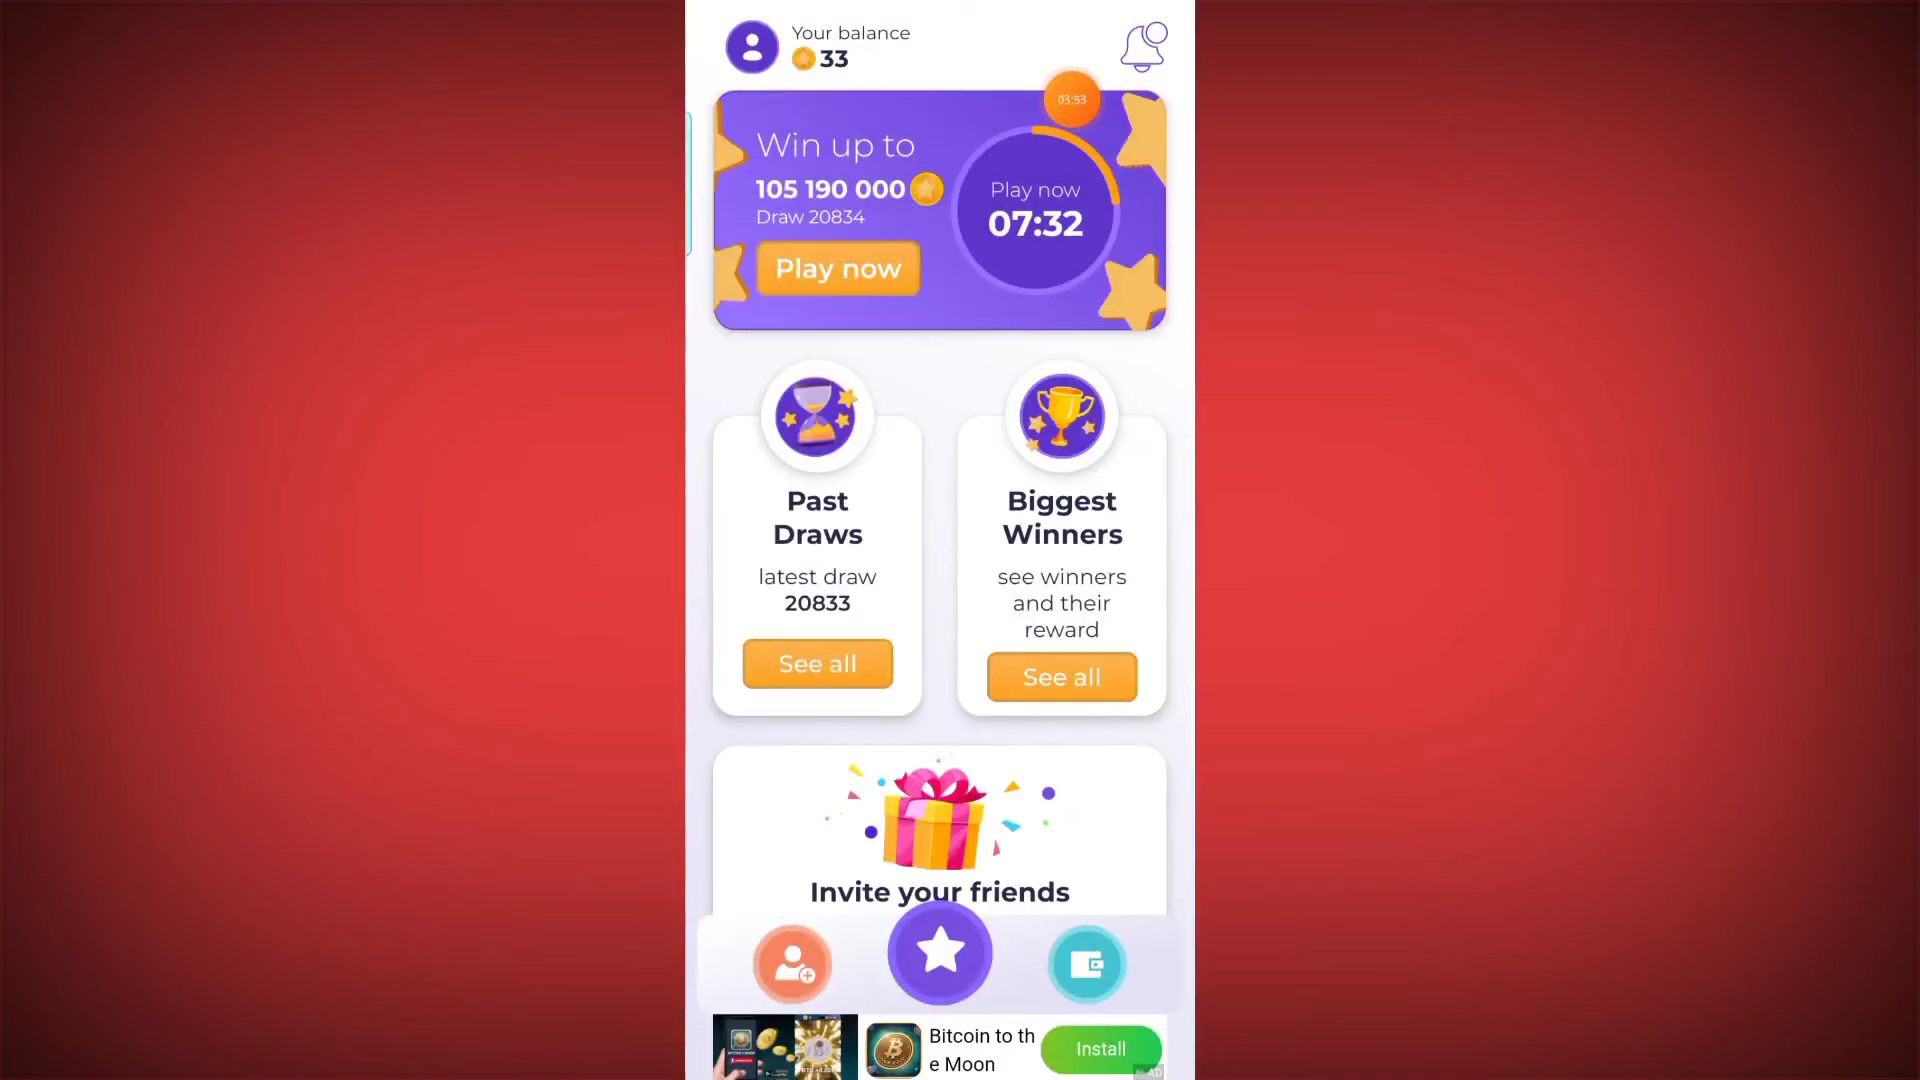 Your balance
33
03:53
Win up to
105 190 000
Draw 20834
Play now
Play now
07:32
Past
Draws
latest draw
20833
See all
Biggest
Winners
see winners
and their
reward
See all
Invite your friends
Bitcoin to th
e Moon
Install
AD